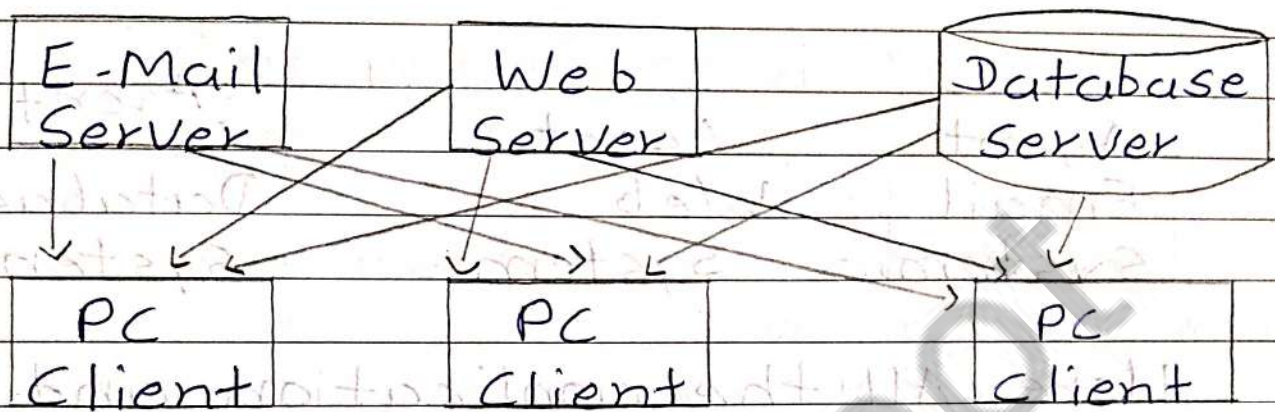 E-Mail
Server
Web
Server
Database
server
PC
Client
PC
Client
PC
client